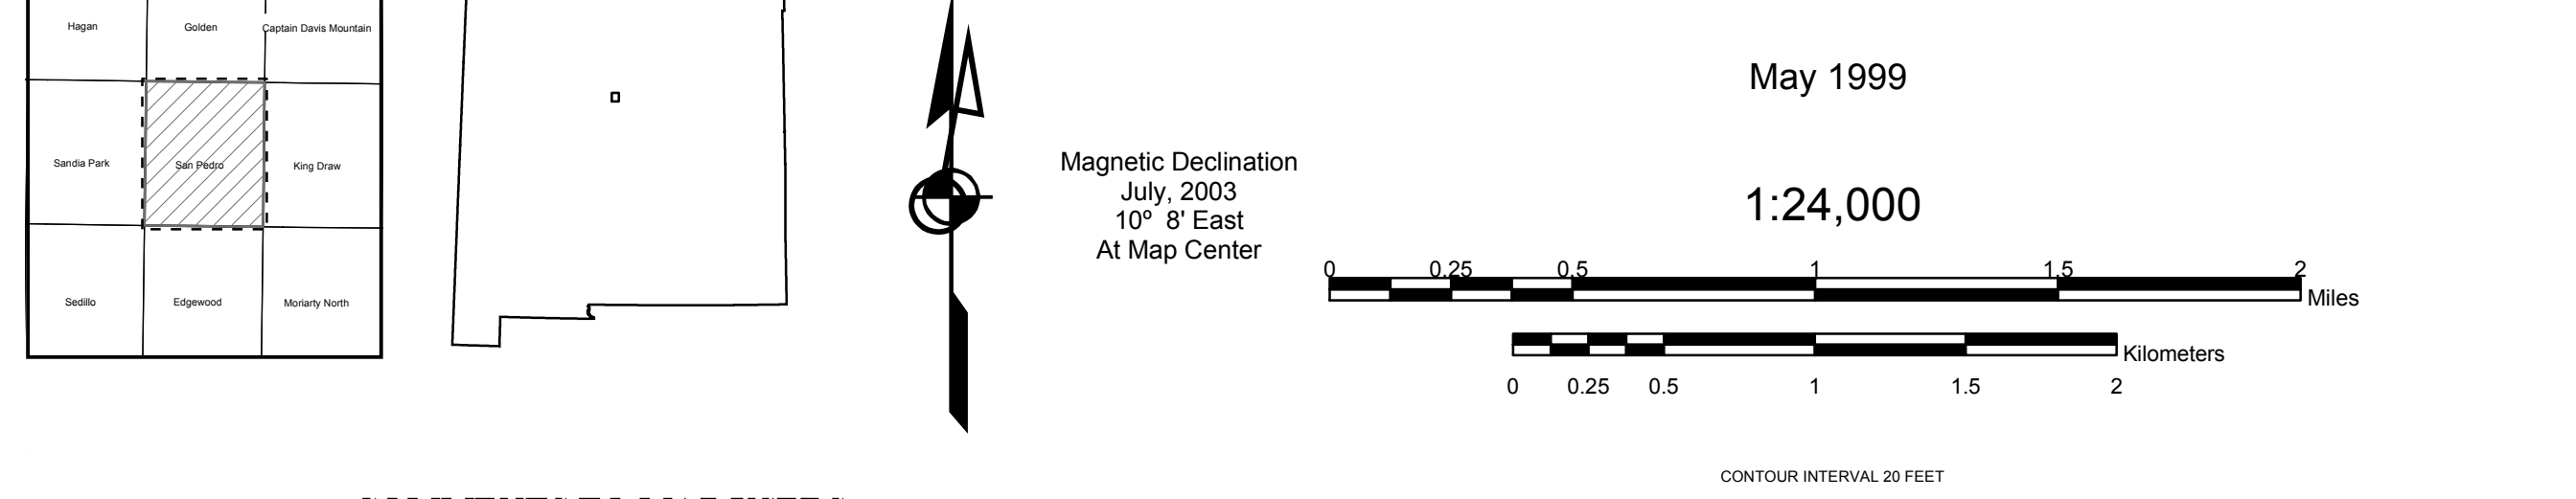 Hagan Golden Captain Davis Mountain
Sandia Park San Pedro King Draw
Sedillo Edgewood Moriarty North
Magnetic Declination
July, 2003
10º 8' East
At Map Center
May 1999
1:24,000
0 0.25 0.5 1 1.5 2
Miles
Kilometers
0 0.25 0.5 1 1.5 2
CONTOUR INTERVAL 20 FEET